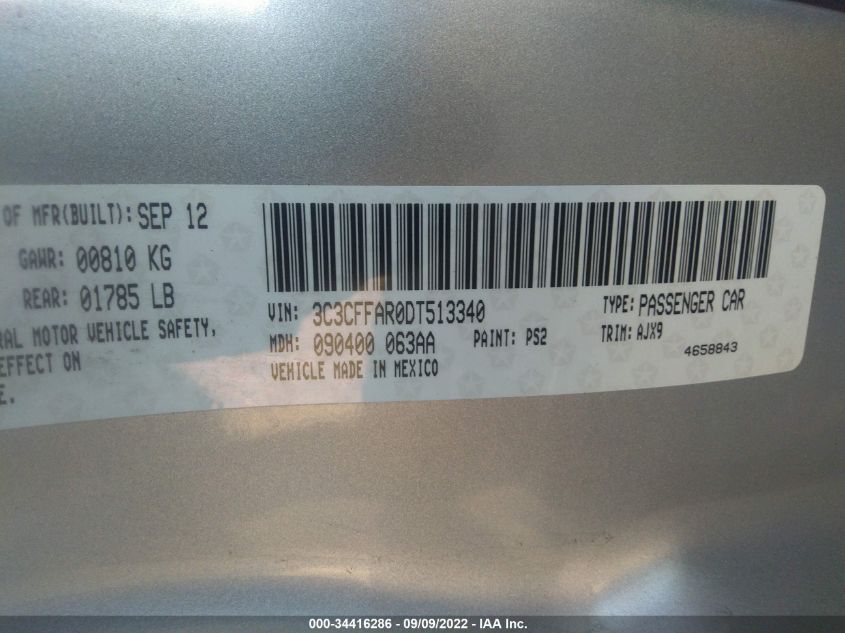 OF MFR(BUILT): SEP 12
GAWR: 00810 KG
REAR: 01785 LB
RAL MOTOR VEHICLE SAFETY,
EFFECT ON
E.
VIN: 3C3CFFAR0DT513340 TYPE: PASSENGER CAR
MDH: 090400 063AA PAINT: PS2 TRIM: AJX9
VEHICLE MADE IN MEXICO 4658843
000-34416286 - 09/09/2022 - IAA Inc.